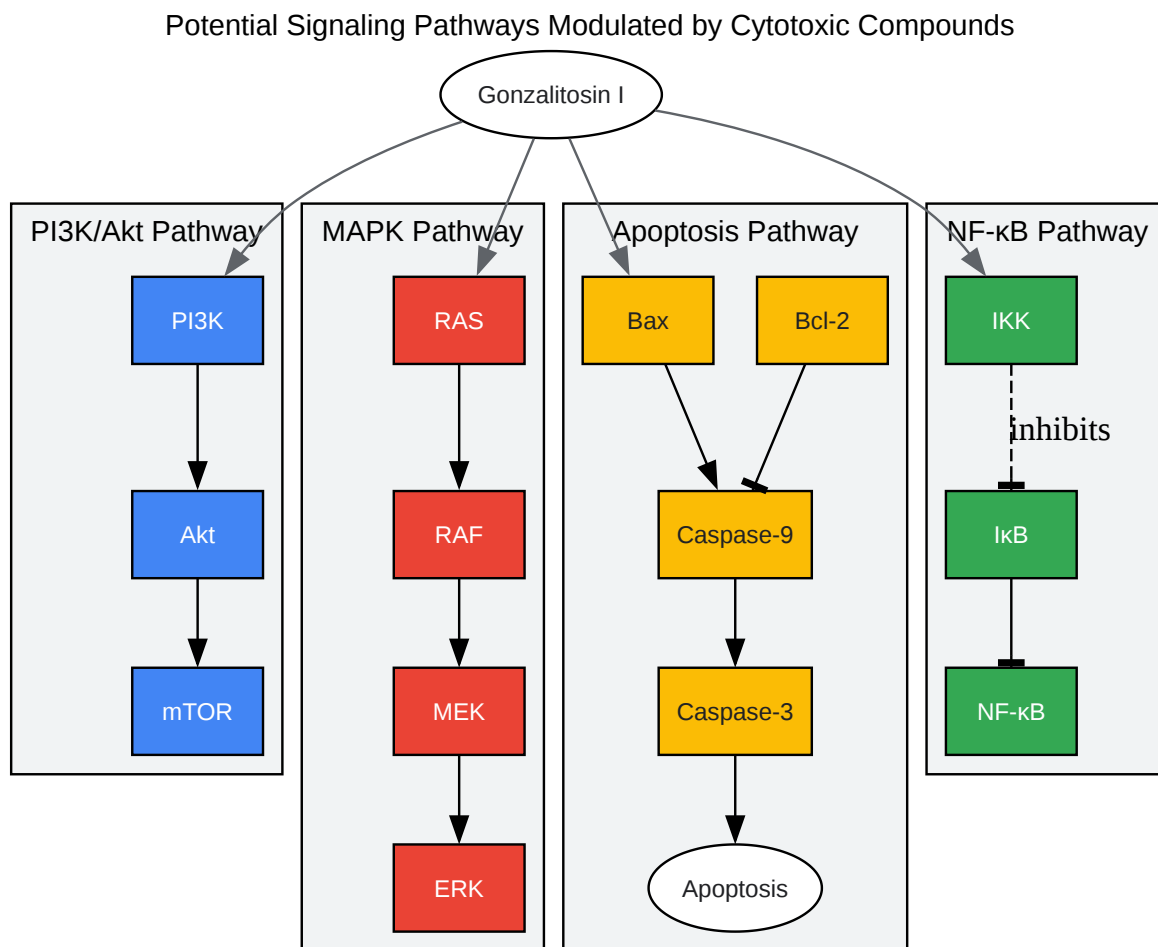 Potential Signaling Pathways Modulated by Cytotoxic Compounds
Gonzalitosin I
PI3K/Akt Pathway
MAPK Pathway
Apoptosis Pathway
NF-κB Pathway
PI3K
RAS
Bax
Bcl-2
IKK
inhibits
Akt
RAF
Caspase-9
IκB
mTOR
MEK
Caspase-3
NF-κB
ERK
Apoptosis